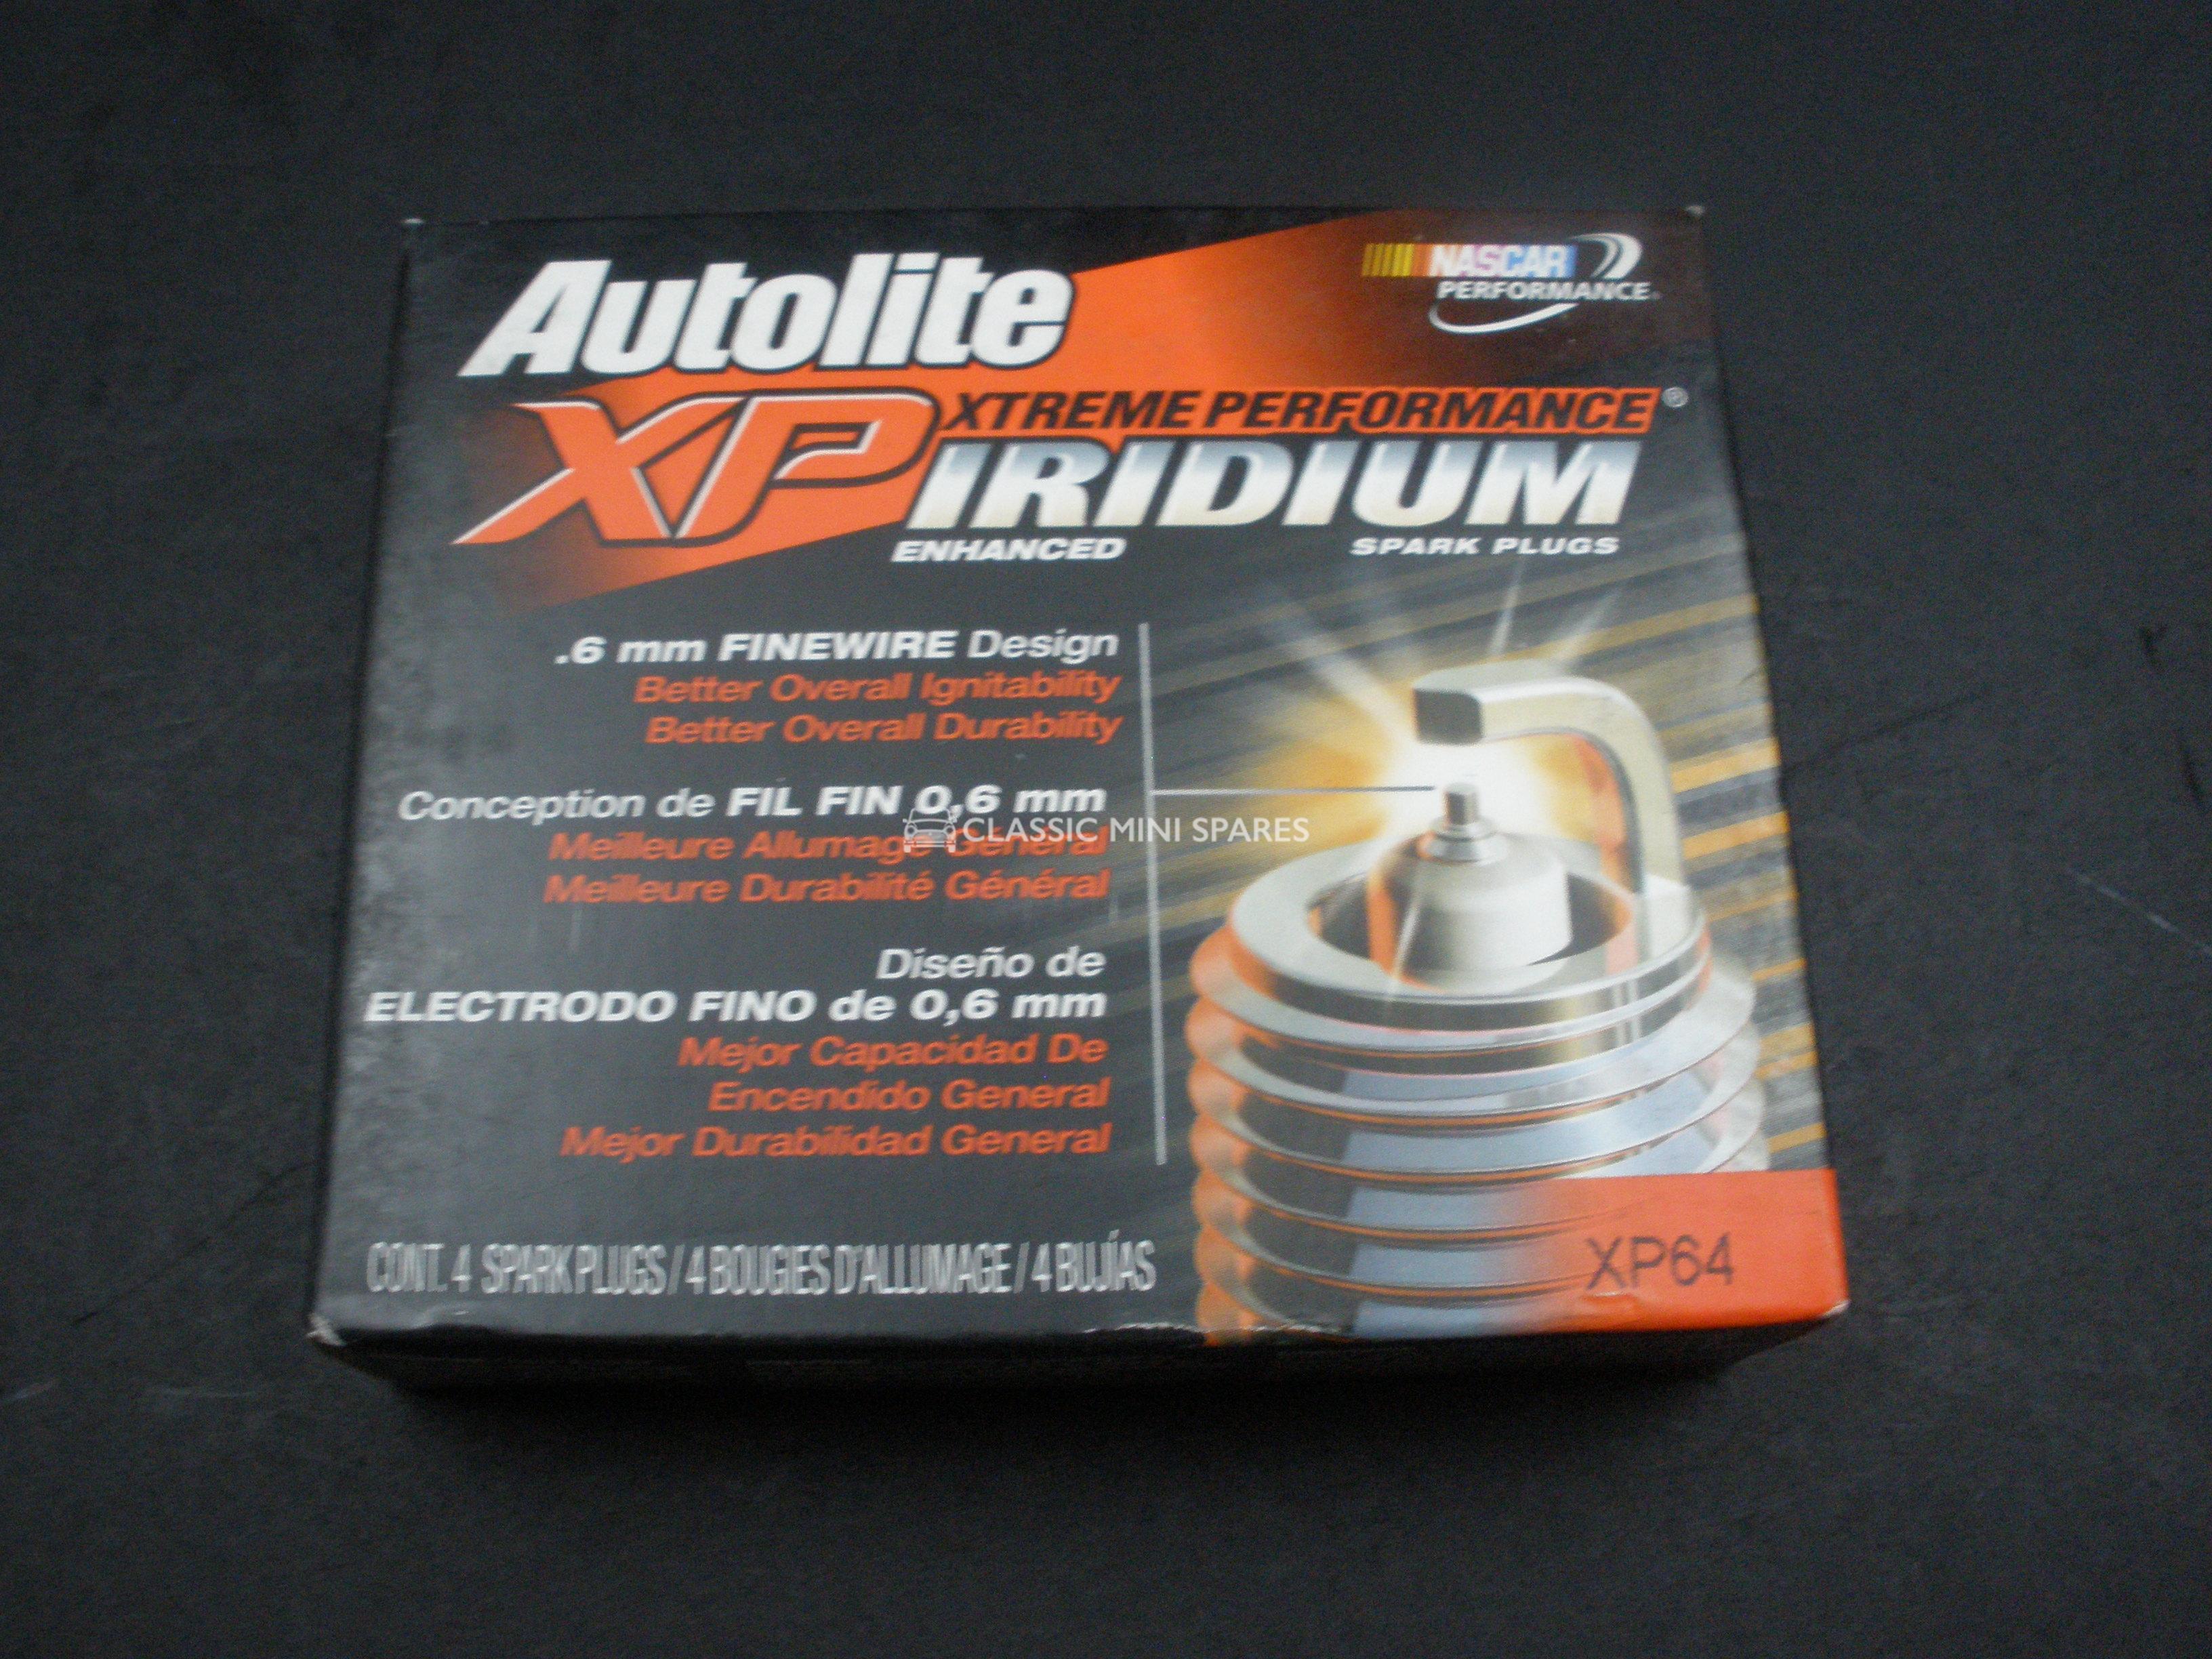 Autolite
NASCAR
PERFORMANCE
XP XTREME PERFORMANCE ®
IRIDIUM
ENHANCED SPARK PLUGS
.6 mm FINEWIRE Design
Better Overall Ignitability
Better Overall Durability
Conception de FIL FIN 0,6 mm
Meilleure Allumage Général
Meilleure Durabilité Général
CLASSIC MINI SPARES
Diseño de
ELECTRODO FINO de 0,6 mm
Mejor Capacidad De
Encendido General
Mejor Durabilidad General
CONT. 4 SPARK PLUGS / 4 BOUGIES D'ALLUMAGE / 4 BUJÍAS
XP64